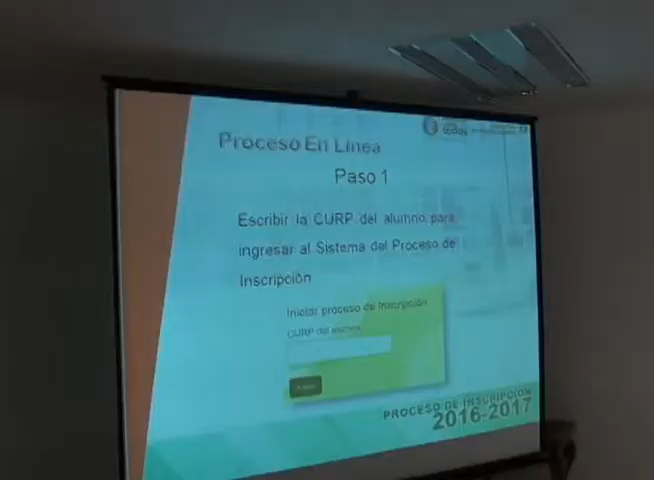 Proceso En Línea
Paso 1
Escribir la CURP del alumno para
ingresar al Sistema del Proceso de
Inscripción
Iniciar proceso de Inscripción
CURP del alumno
PROCESO DE INSCRIPCIÓN
2016-2017